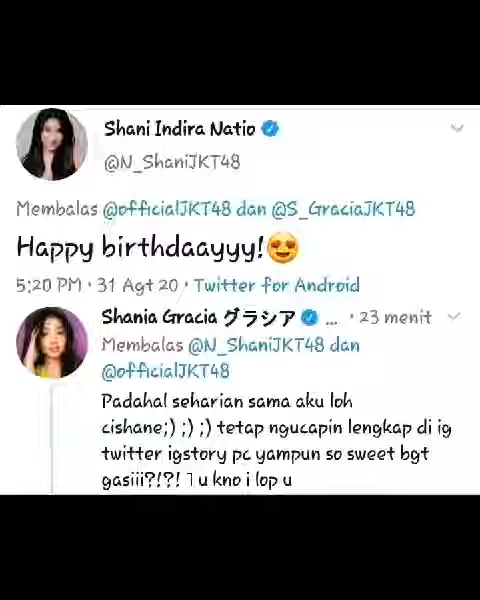 Shani Indira Natio
@N_ShaniJKT48
Membalas @officialJKT48 dan @S_GraciaJKT48
Happy birthdaayyy!😍
5:20 PM · 31 Agt 20 · Twitter for Android
Shania Gracia グラシア ... · 23 menit
Membalas @N_ShaniJKT48 dan
@officialJKT48
Padahal seharian sama aku loh
cishane;) ;) ;) tetap ngucapin lengkap di ig
twitter igstory pc yampun so sweet bgt
gasiii?!?! 1 u kno i lop u